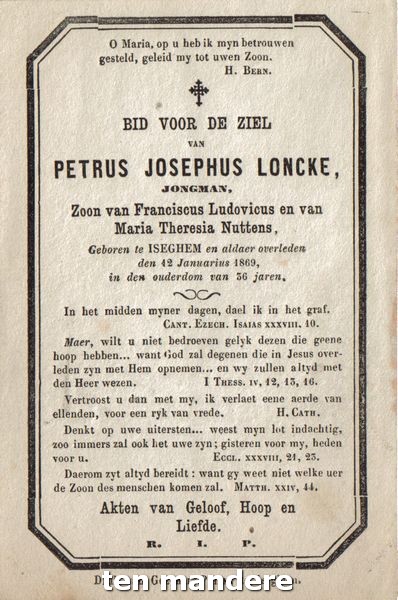 O Maria, op u heb ik myn betrouwen
gesteld, geleid my tot uwen Zoon.
H. Bern.
BID VOOR DE ZIEL
VAN
PETRUS JOSEPHUS LONCKE,
JONGMAN,
Zoon van Franciscus Ludovicus en van
Maria Theresia Nuttens,
Geboren te ISEGHEM en aldaer overleden
den 12 Januarius 1869,
in den ouderdom van 36 jaren.
In het midden myner dagen, dael ik in het graf.
Cant. Ezech. Isaias xxxviii. 10.
Maer, wilt u niet bedroeven gelyk dezen die geene
hoop hebben... want God zal degenen die in Jesus over-
leden zyn met Hem opnemen... en wy zullen altyd met
den Heer wezen. I Thess. iv, 12, 13, 16.
Vertroost u dan met my, ik verlaet eene aerde van
ellenden, voor een ryk van vrede. H. Cath.
Denkt op uwe uitersten... weest myn lot indachtig,
zoo immers zal ook het uwe zyn; gisteren voor my, heden
voor u. Eccl. xxxviii, 21, 23.
Daerom zyt altyd bereidt : want gy weet niet welke uer
de Zoon des menschen komen zal. Matth. xxiv, 44.
Akten van Geloof, Hoop en
Liefde.
R. I. P.
ten mandere